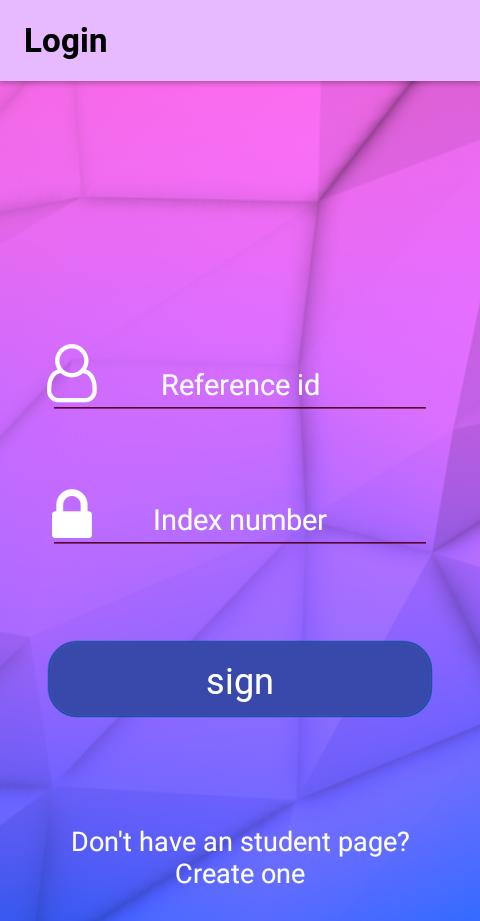 Login
Reference id
Index number
sign
Don't have an student page?
Create one